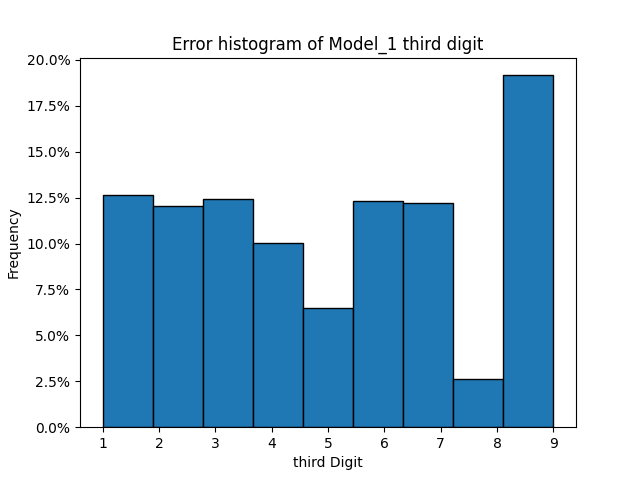 Error histogram of Model_1 third digit
20.0%
17.5%
15.0%
12.5%
10.0%
7.5%
5.0%
2.5%
0.0%
Frequency
1 2 3 4 5 6 7 8 9
third Digit